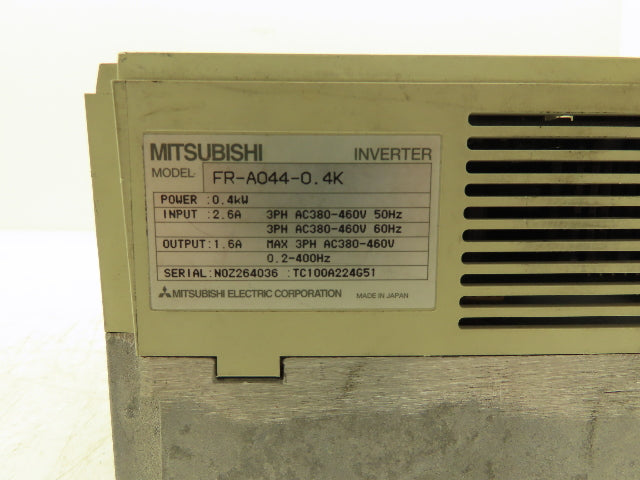 MITSUBISHI INVERTER
MODEL FR-A044-0.4K
POWER :0.4kW
INPUT :2.6A 3PH AC380-460V 50Hz
3PH AC380-460V 60Hz
OUTPUT:1.6A MAX 3PH AC380-460V
0.2-400Hz
SERIAL:N0Z264036 :TC100A224G51
MITSUBISHI ELECTRIC CORPORATION MADE IN JAPAN